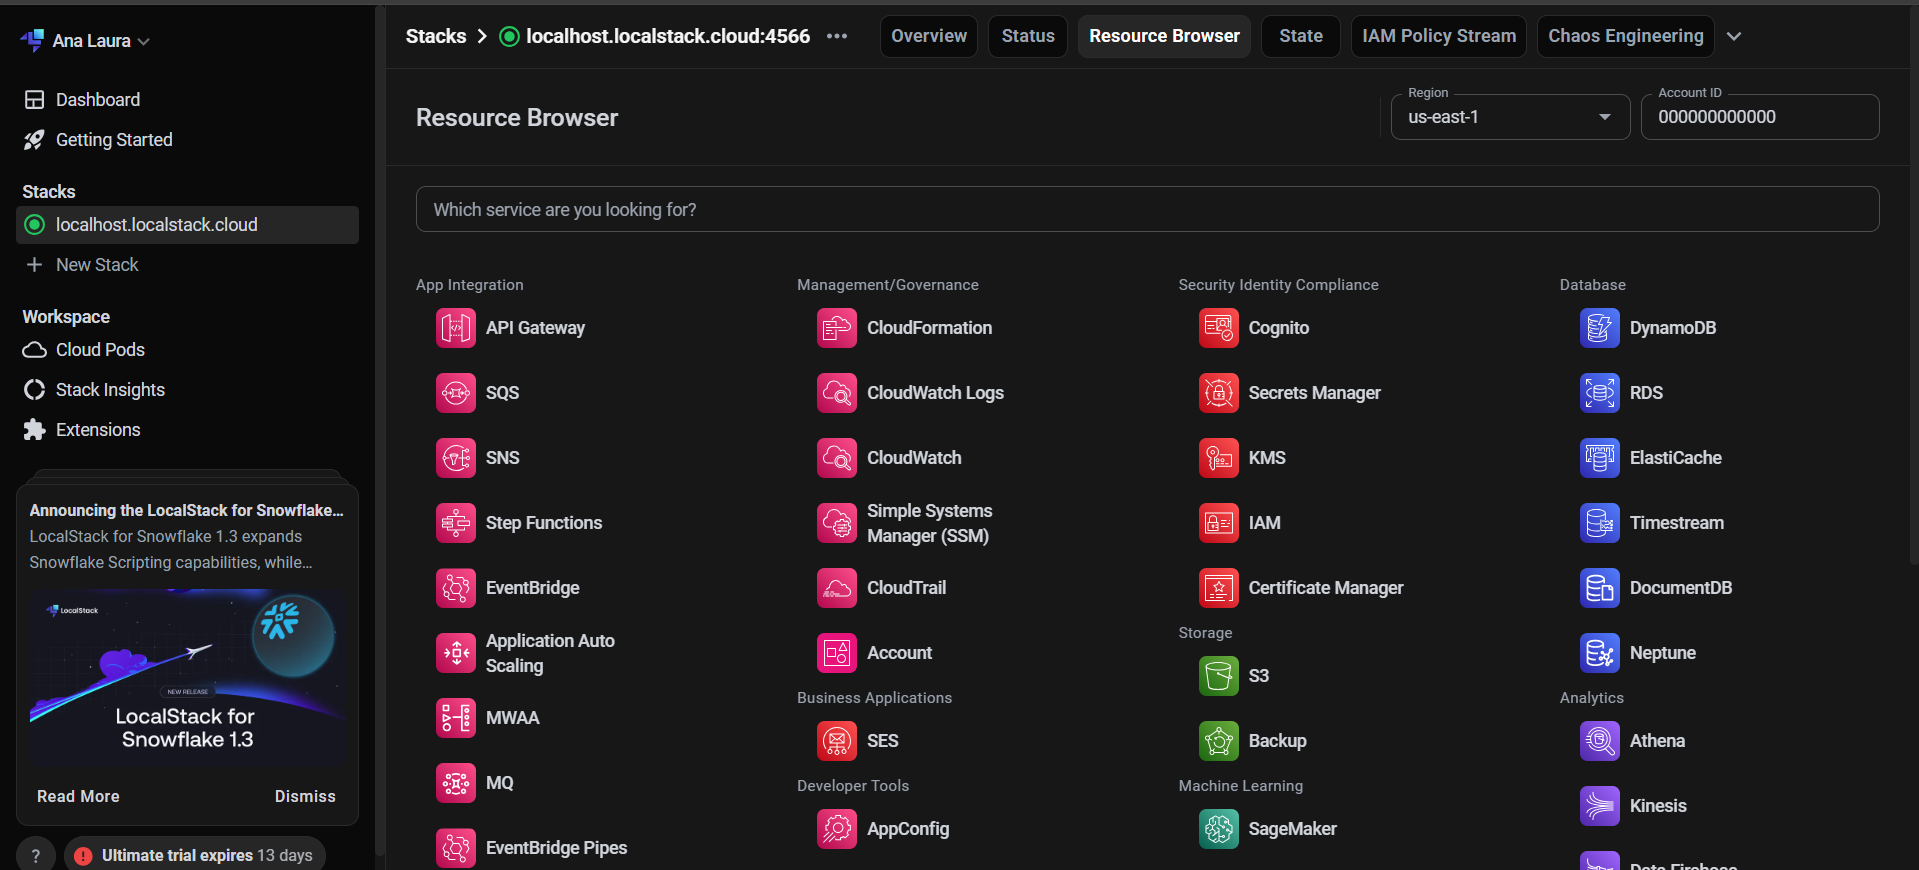 Ana Laura
Dashboard
Getting Started
Stacks
localhost.localstack.cloud
New Stack
Workspace
Cloud Pods
Stack Insights
Extensions
Announcing the LocalStack for Snowflake...
LocalStack for Snowflake 1.3 expands
Snowflake Scripting capabilities, while...
LocalStack
NEW RELEASE
LocalStack for
Snowflake 1.3
Read More
Dismiss
?
! Ultimate trial expires 13 days
Stacks > localhost.localstack.cloud:4566 ...
Overview
Status
Resource Browser
State
IAM Policy Stream
Chaos Engineering
Resource Browser
Region
us-east-1
Account ID
000000000000
Which service are you looking for?
App Integration
API Gateway
SQS
SNS
Step Functions
EventBridge
Application Auto
Scaling
MWAA
MQ
EventBridge Pipes
Management/Governance
CloudFormation
CloudWatch Logs
CloudWatch
Simple Systems
Manager (SSM)
CloudTrail
Account
Business Applications
SES
Developer Tools
AppConfig
Security Identity Compliance
Cognito
Secrets Manager
KMS
IAM
Certificate Manager
Storage
S3
Backup
Machine Learning
SageMaker
Database
DynamoDB
RDS
ElastiCache
Timestream
DocumentDB
Neptune
Analytics
Athena
Kinesis
Data Firehose